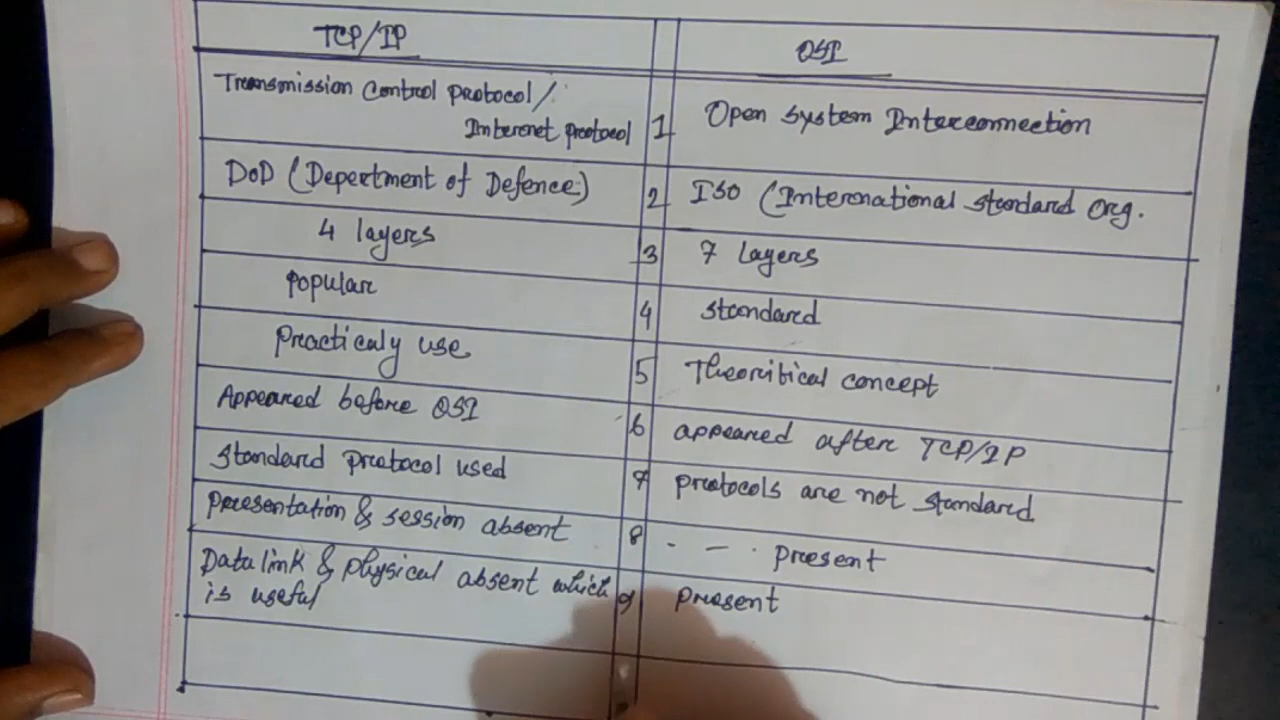 TCP/IP
OSI
Transmission Control Protocol /
Internet protocol
1
Open System Interconnection
DoD (Depertment of Defence)
2
ISO (International Standard Org.
4 layers
3
7 Layers
Popular
4
Standard
Practicaly use
5
Theoritical concept
Appeared before OSI
6
appeared after TCP/IP
Standard protocol used
7
protocols are not standard
presentation & session absent
8
- — · present
Data link & physical absent which
is useful
9
present